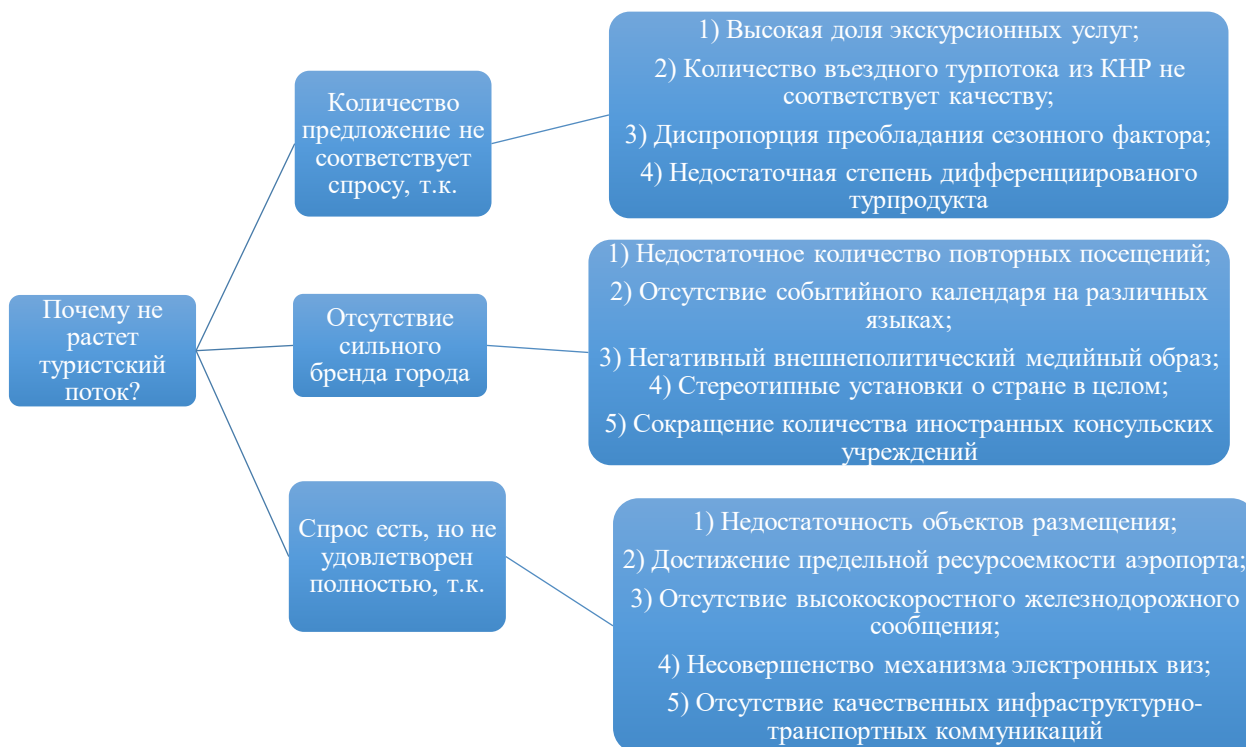 Почему не
растет
туристский
поток?
Количество
предложение не
соответствует
спросу, т.к.
1) Высокая доля экскурсионных услуг;
2) Количество въездного турпотока из КНР не
соответствует качеству;
3) Диспропорция преобладания сезонного фактора;
4) Недостаточная степень дифференциированого
турпродукта
Отсутствие
сильного
бренда города
1) Недостаточное количество повторных посещений;
2) Отсутствие событийного календаря на различных
языках;
3) Негативный внешнеполитический медийный образ;
4) Стереотипные установки о стране в целом;
5) Сокращение количества иностранных консульских
учреждений
Спрос есть, но не
удовлетворен
полностью, т.к.
1) Недостаточность объектов размещения;
2) Достижение предельной ресурсоемкости аэропорта;
3) Отсутствие высокоскоростного железнодорожного
сообщения;
4) Несовершенство механизма электронных виз;
5) Отсутствие качественных инфраструктурно-
транспортных коммуникаций